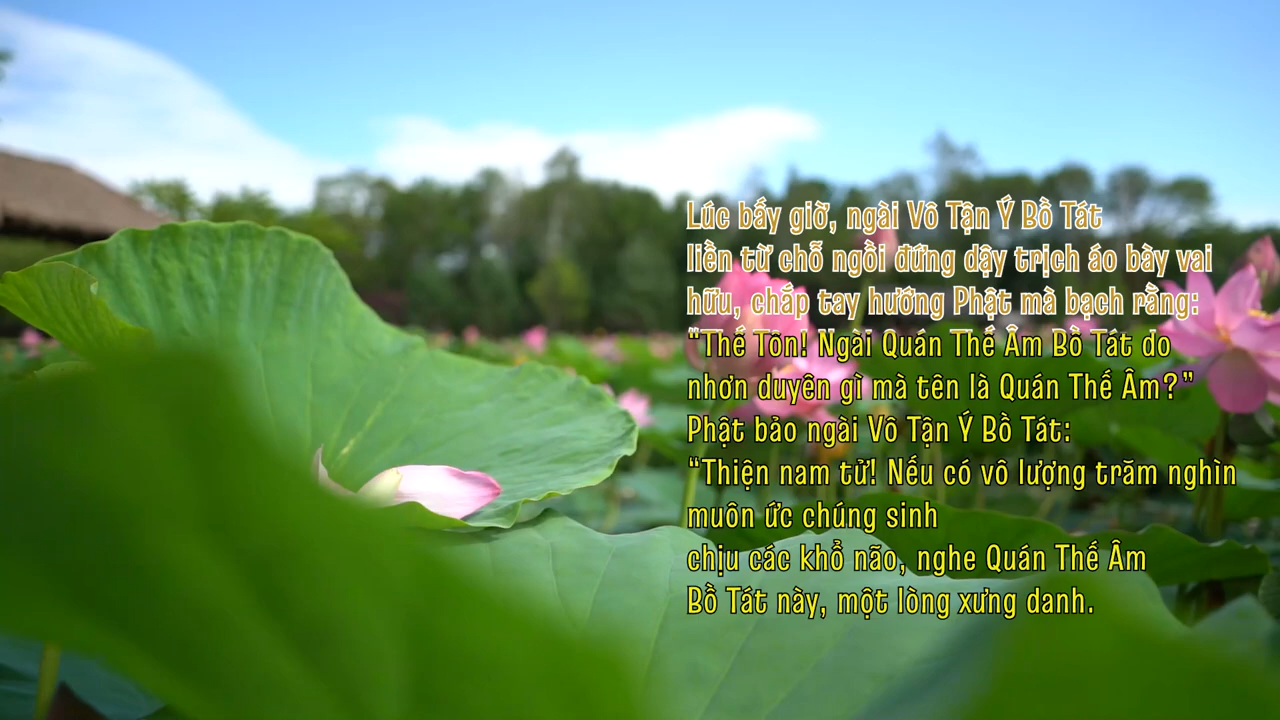 Lúc bấy giờ, ngài Vô Tận Ý Bồ Tát
liền từ chỗ ngồi đứng dậy trịch áo bày vai
hữu, chắp tay hướng Phật mà bạch rằng:
“Thế Tôn! Ngài Quán Thế Âm Bồ Tát do
nhơn duyên gì mà tên là Quán Thế Âm?”
Phật bảo ngài Vô Tận Ý Bồ Tát:
“Thiện nam tử! Nếu có vô lượng trăm nghìn
muôn ức chúng sinh
chịu các khổ não, nghe Quán Thế Âm
Bồ Tát này, một lòng xưng danh.